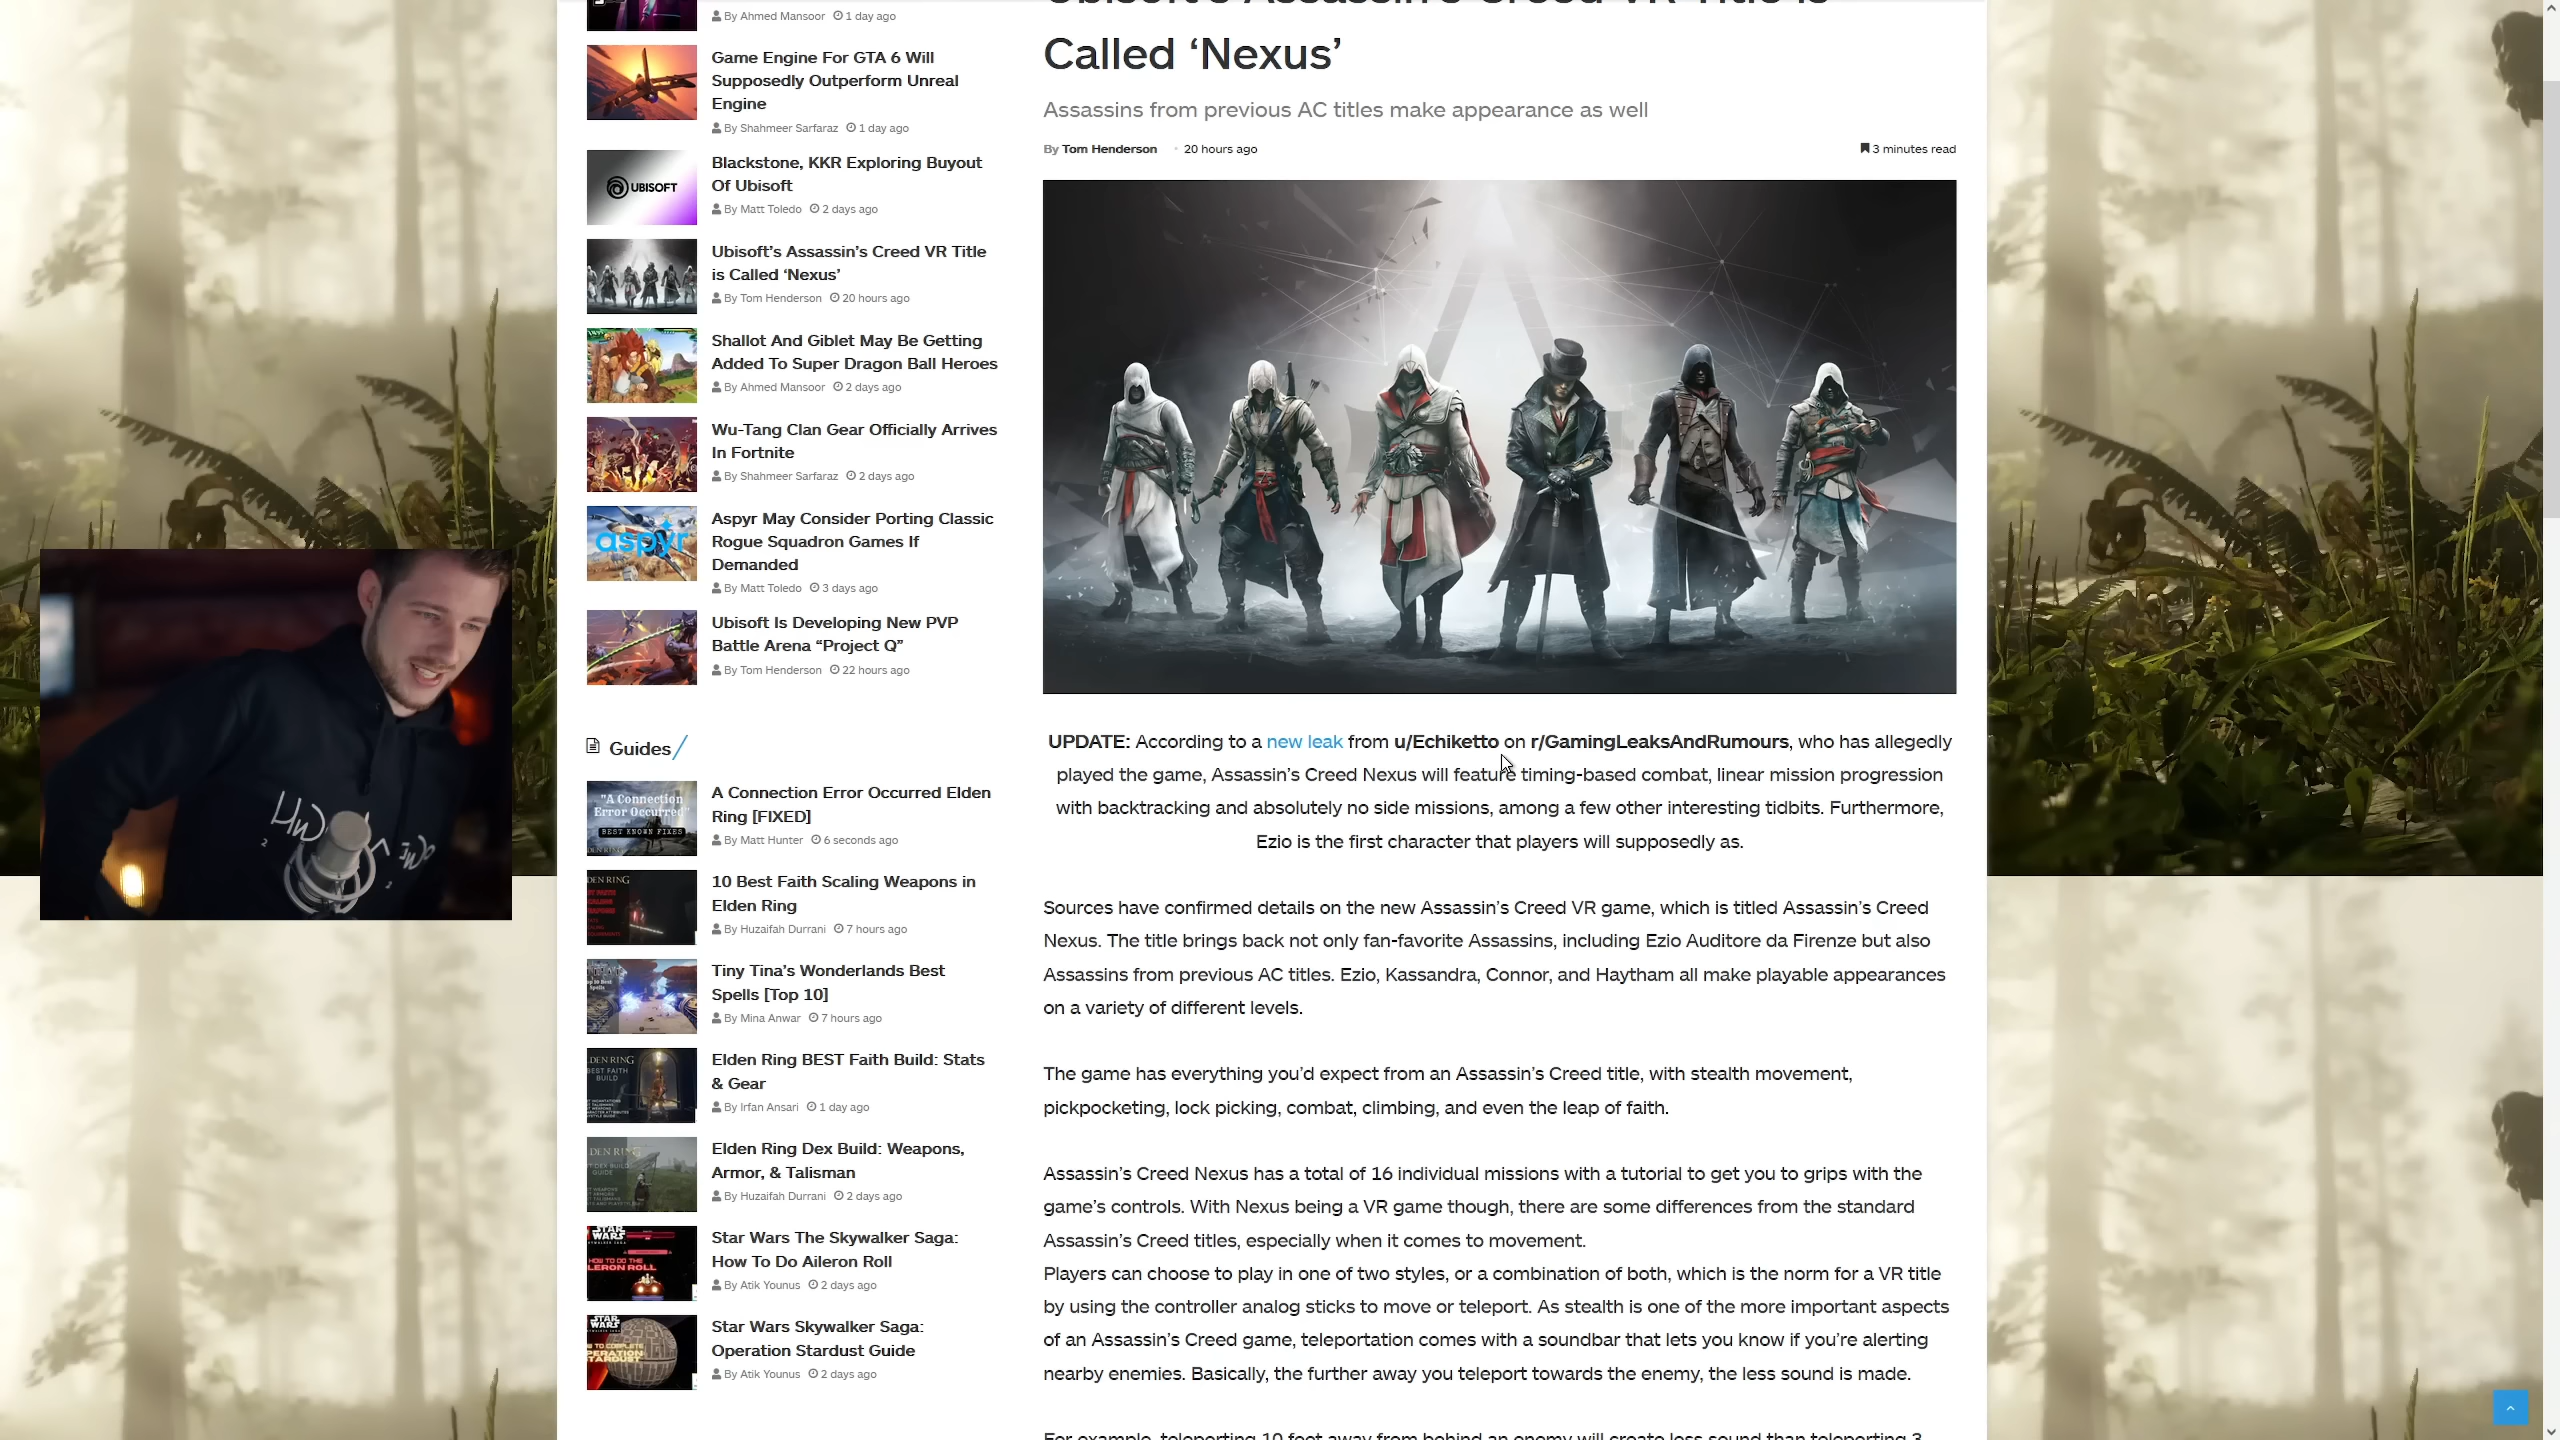 By Ahmed Mansoor 1 day ago
Game Engine For GTA 6 Will
Supposedly Outperform Unreal
Engine
By Shahmeer Sarfaraz 1 day ago
Blackstone, KKR Exploring Buyout
Of Ubisoft
By Matt Toledo 2 days ago
UBISOFT
Ubisoft’s Assassin’s Creed VR Title
is Called ‘Nexus’
By Tom Henderson 20 hours ago
Shallot And Giblet May Be Getting
Added To Super Dragon Ball Heroes
By Ahmed Mansoor 2 days ago
Wu-Tang Clan Gear Officially Arrives
In Fortnite
By Shahmeer Sarfaraz 2 days ago
Aspyr May Consider Porting Classic
Rogue Squadron Games If
Demanded
By Matt Toledo 3 days ago
aspyr
Ubisoft Is Developing New PVP
Battle Arena “Project Q”
By Tom Henderson 22 hours ago
Guides
A Connection Error Occurred Elden
Ring [FIXED]
By Matt Hunter 6 seconds ago
"A Connection
Error Occurred"
BEST KNOWN FIXES
10 Best Faith Scaling Weapons in
Elden Ring
By Huzaifah Durrani 7 hours ago
Tiny Tina’s Wonderlands Best
Spells [Top 10]
By Mina Anwar 7 hours ago
Elden Ring BEST Faith Build: Stats
& Gear
By Irfan Ansari 1 day ago
Elden Ring Dex Build: Weapons,
Armor, & Talisman
By Huzaifah Durrani 2 days ago
Star Wars The Skywalker Saga:
How To Do Aileron Roll
By Atik Younus 2 days ago
Star Wars Skywalker Saga:
Operation Stardust Guide
By Atik Younus 2 days ago
Ubisoft’s Assassin’s Creed VR Title is
Called ‘Nexus’
Assassins from previous AC titles make appearance as well
By Tom Henderson 20 hours ago 3 minutes read
UPDATE: According to a new leak from u/Echiketto on r/GamingLeaksAndRumours, who has allegedly
played the game, Assassin’s Creed Nexus will feature timing-based combat, linear mission progression
with backtracking and absolutely no side missions, among a few other interesting tidbits. Furthermore,
Ezio is the first character that players will supposedly as.
Sources have confirmed details on the new Assassin’s Creed VR game, which is titled Assassin’s Creed
Nexus. The title brings back not only fan-favorite Assassins, including Ezio Auditore da Firenze but also
Assassins from previous AC titles. Ezio, Kassandra, Connor, and Haytham all make playable appearances
on a variety of different levels.
The game has everything you’d expect from an Assassin’s Creed title, with stealth movement,
pickpocketing, lock picking, combat, climbing, and even the leap of faith.
Assassin’s Creed Nexus has a total of 16 individual missions with a tutorial to get you to grips with the
game’s controls. With Nexus being a VR game though, there are some differences from the standard
Assassin’s Creed titles, especially when it comes to movement.
Players can choose to play in one of two styles, or a combination of both, which is the norm for a VR title
by using the controller analog sticks to move or teleport. As stealth is one of the more important aspects
of an Assassin’s Creed game, teleportation comes with a soundbar that lets you know if you’re alerting
nearby enemies. Basically, the further away you teleport towards the enemy, the less sound is made.
For example, teleporting 10 feet away from behind an enemy will create less sound than teleporting 3